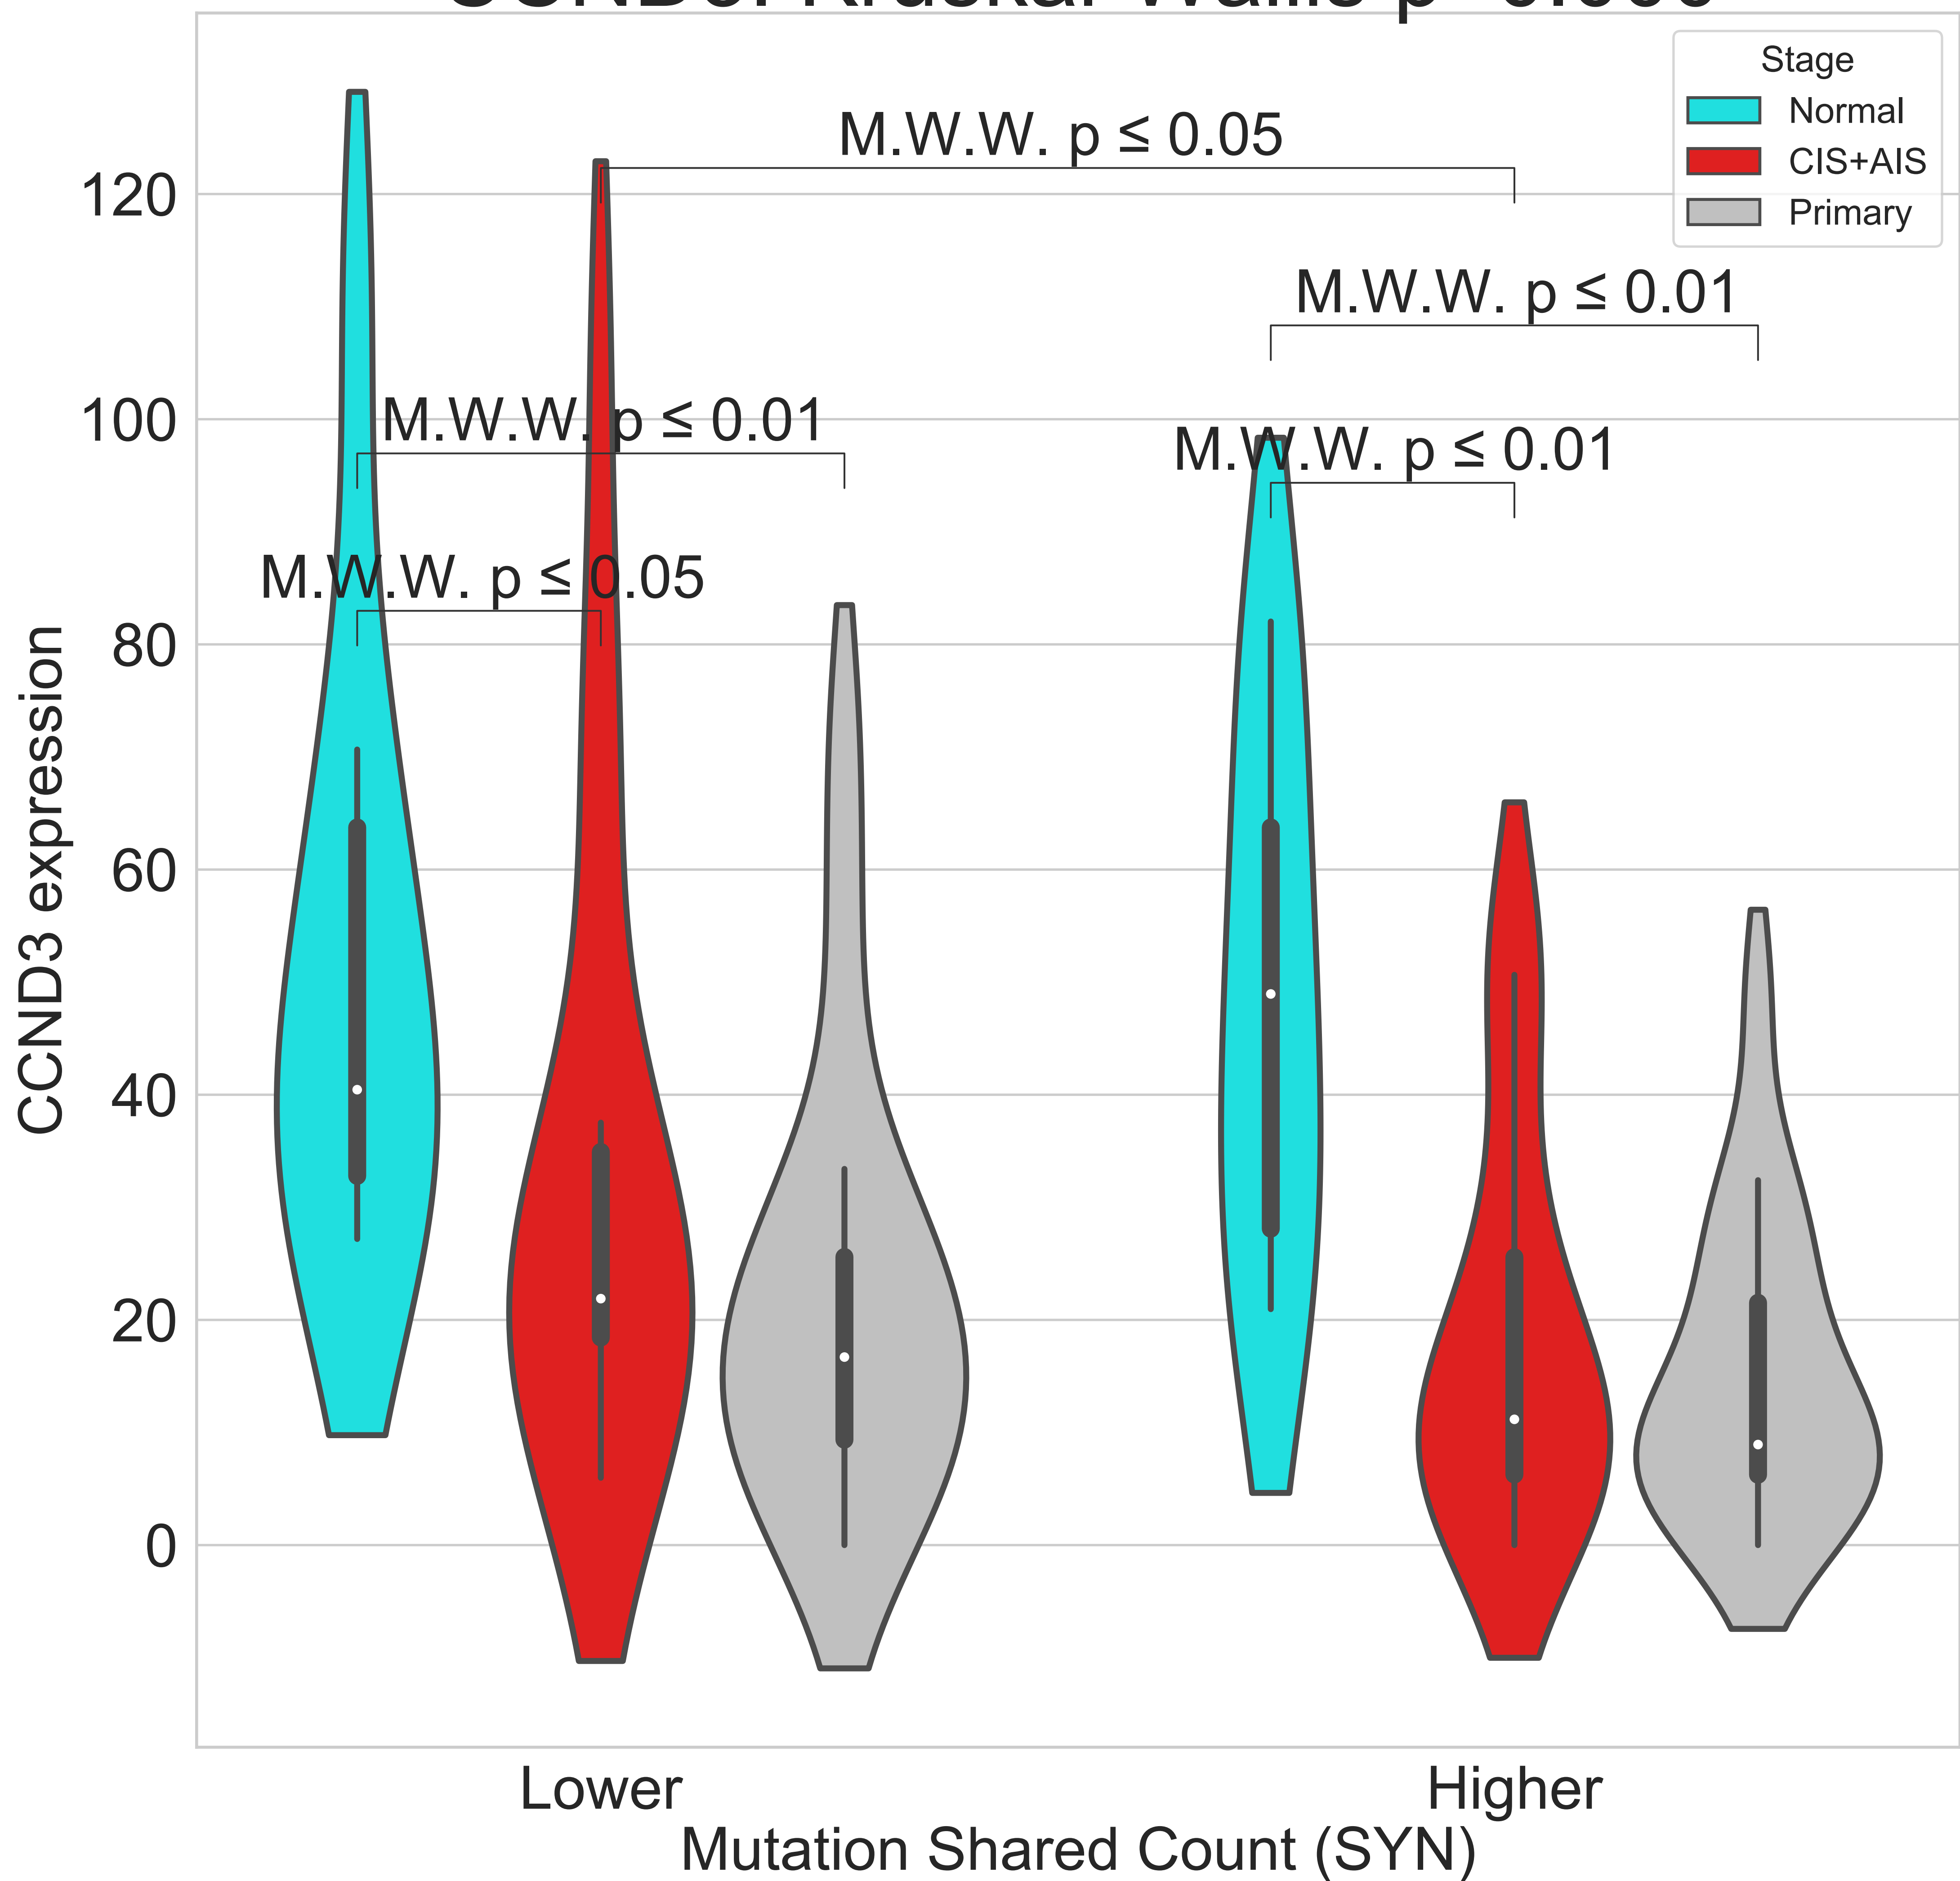 Stage
Normal
CIS+AIS
Primary
M.W.W. p ≤ 0.05
M.W.W. p ≤ 0.01
M.W.W. p ≤ 0.01
M.W.W. p ≤ 0.01
M.W.W. p ≤ 0.05
120
100
80
60
40
20
0
CCND3 expression
Lower
Higher
Mutation Shared Count (SYN)